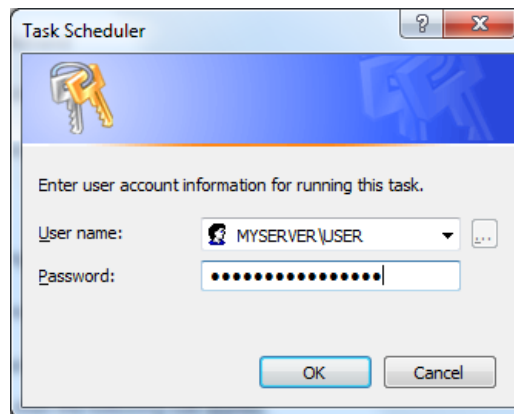 Task Scheduler
Enter user account information for running this task.
User name: MYSERVER\USER ...
Password: ••••••••••••••••
OK Cancel